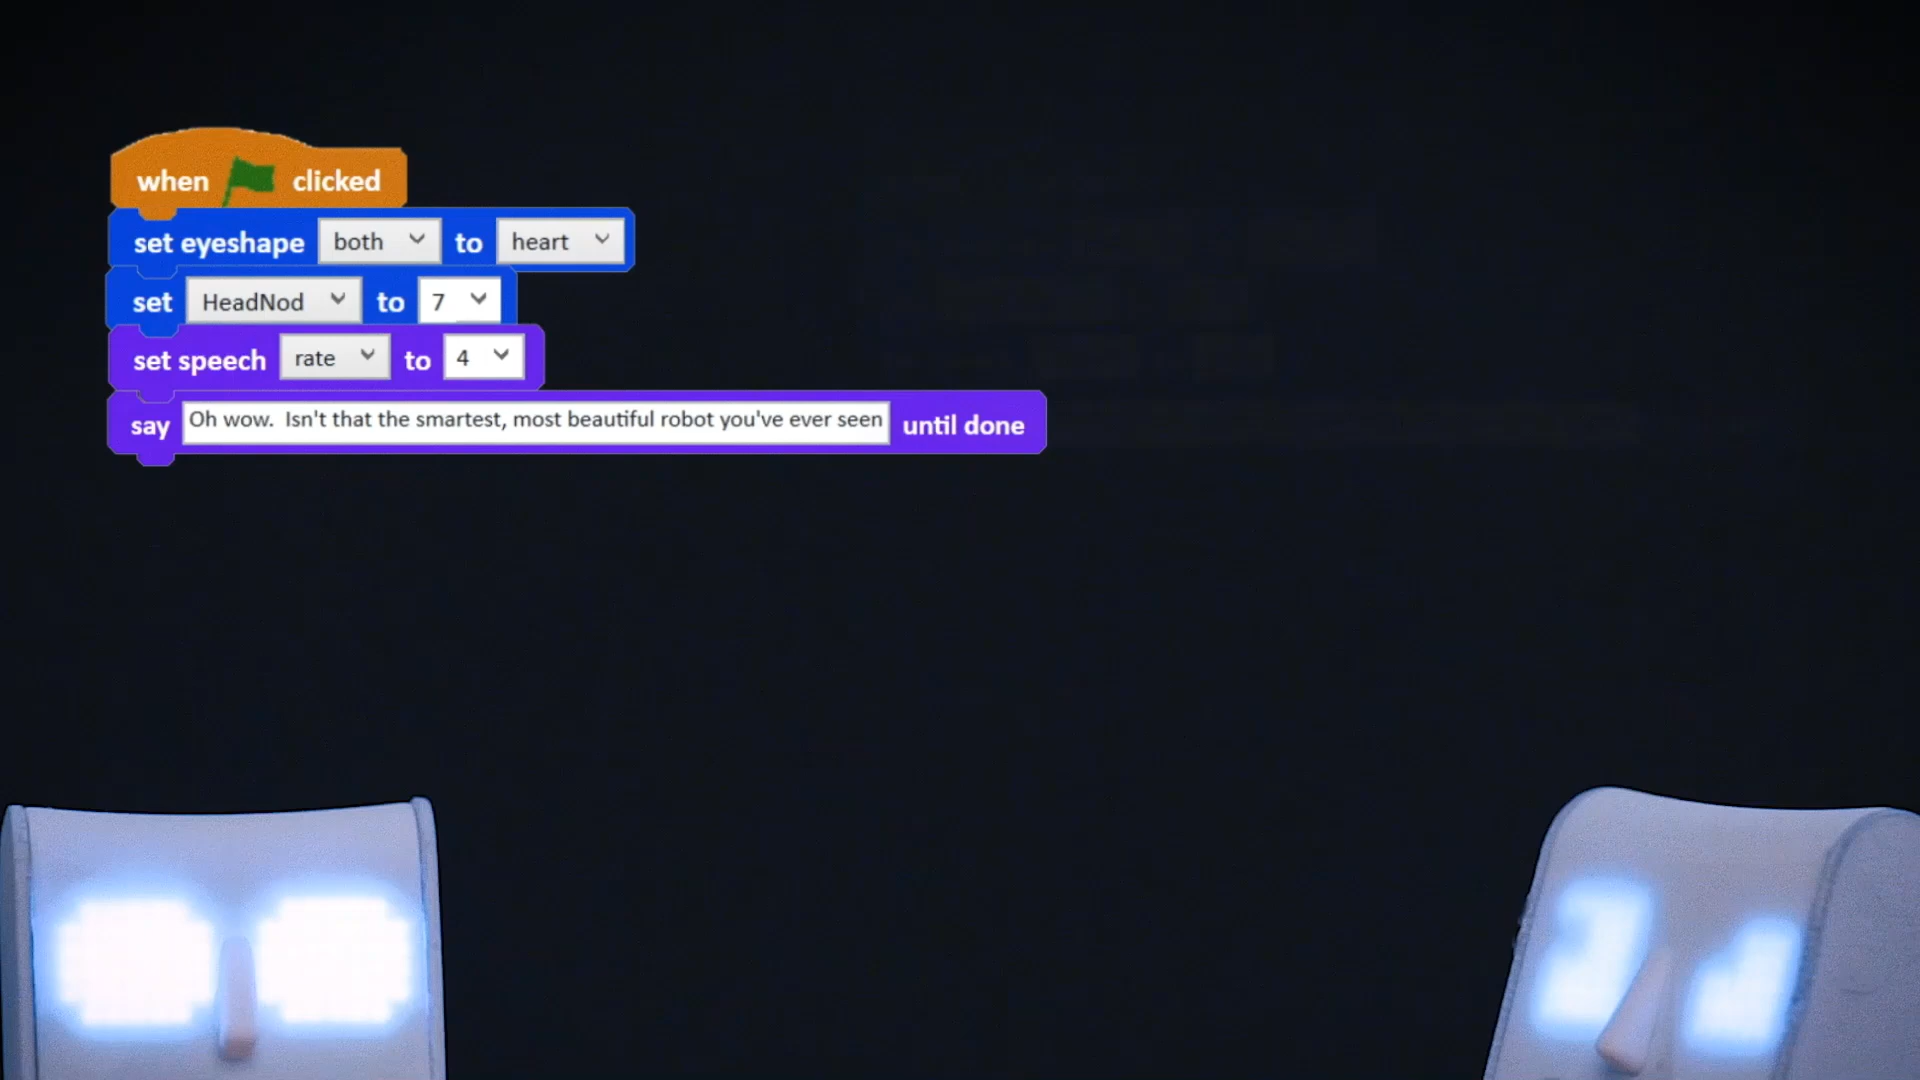 when clicked
set eyeshape both to heart
set HeadNod to 7
set speech rate to 4
say Oh wow. Isn't that the smartest, most beautiful robot you've ever seen until done